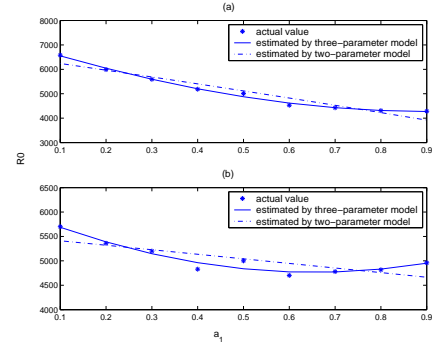 (a)
8000
7000
6000
5000
4000
3000
actual value
estimated by three−parameter model
estimated by two−parameter model
0.1 0.2 0.3 0.4 0.5 0.6 0.7 0.8 0.9
R0
(b)
6500
6000
5500
5000
4500
4000
actual value
estimated by three−parameter model
estimated by two−parameter model
0.1 0.2 0.3 0.4 0.5 0.6 0.7 0.8 0.9
a1